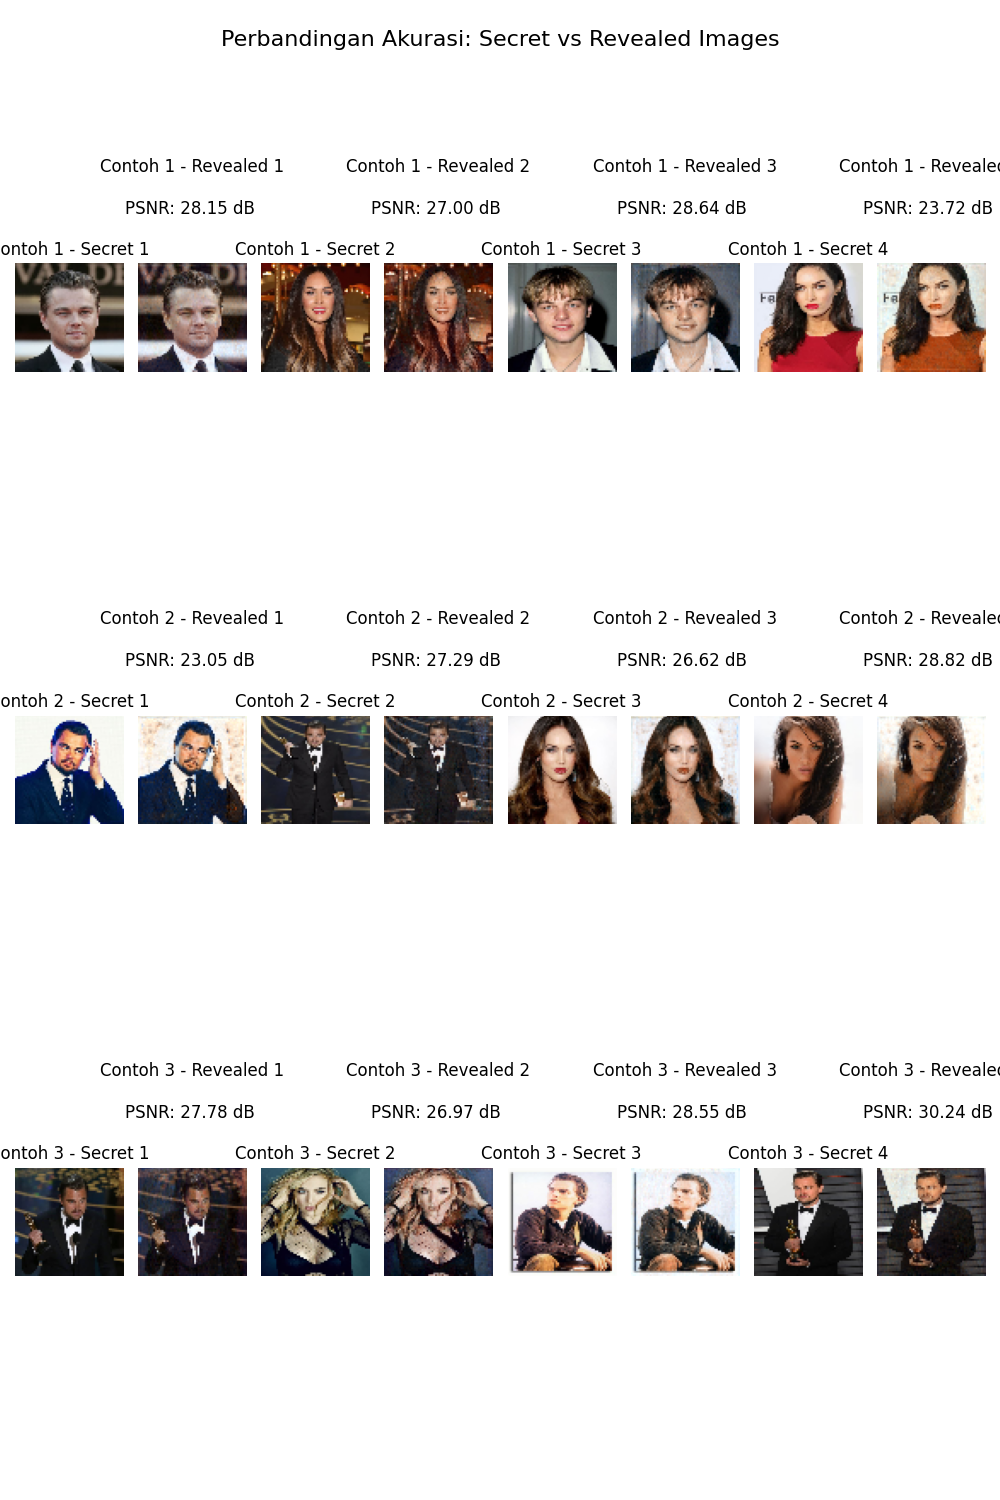 Perbandingan Akurasi: Secret vs Revealed Images
Contoh 1 - Revealed 1
Contoh 1 - Revealed 2
Contoh 1 - Revealed 3
Contoh 1 - Revealed
PSNR: 28.15 dB
PSNR: 27.00 dB
PSNR: 28.64 dB
PSNR: 23.72 dB
ontoh 1 - Secret 1
Contoh 1 - Secret 2
Contoh 1 - Secret 3
Contoh 1 - Secret 4
Contoh 2 - Revealed 1
Contoh 2 - Revealed 2
Contoh 2 - Revealed 3
Contoh 2 - Revealed
PSNR: 23.05 dB
PSNR: 27.29 dB
PSNR: 26.62 dB
PSNR: 28.82 dB
ontoh 2 - Secret 1
Contoh 2 - Secret 2
Contoh 2 - Secret 3
Contoh 2 - Secret 4
Contoh 3 - Revealed 1
Contoh 3 - Revealed 2
Contoh 3 - Revealed 3
Contoh 3 - Revealed
PSNR: 27.78 dB
PSNR: 26.97 dB
PSNR: 28.55 dB
PSNR: 30.24 dB
ontoh 3 - Secret 1
Contoh 3 - Secret 2
Contoh 3 - Secret 3
Contoh 3 - Secret 4